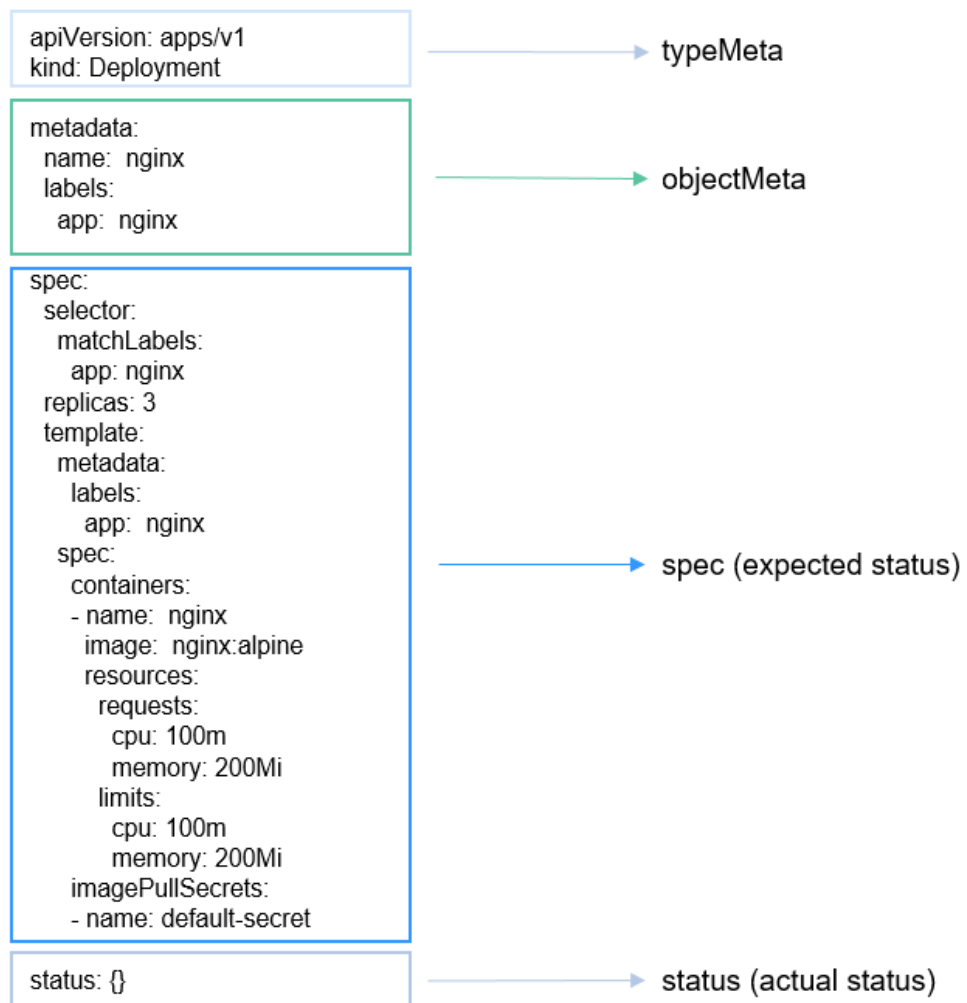 apiVersion: apps/v1
kind: Deployment
typeMeta
metadata:
name: nginx
labels:
app: nginx
objectMeta
spec:
selector:
matchLabels:
app: nginx
replicas: 3
template:
metadata:
labels:
app: nginx
spec:
containers:
- name: nginx
image: nginx:alpine
resources:
requests:
cpu: 100m
memory: 200Mi
limits:
cpu: 100m
memory: 200Mi
imagePullSecrets:
- name: default-secret
spec (expected status)
status: {}
status (actual status)